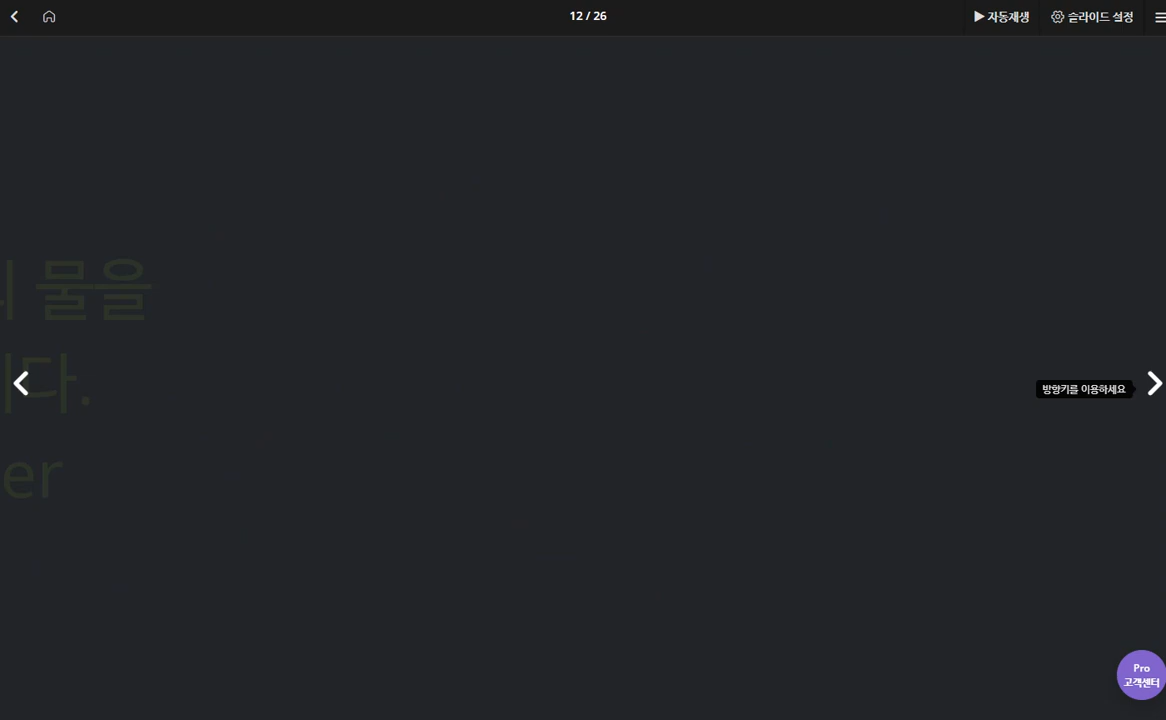 12 / 26
▶ 자동재생
슬라이드 설정
물을
다.
er
방향키를 이용하세요
Pro
고객센터